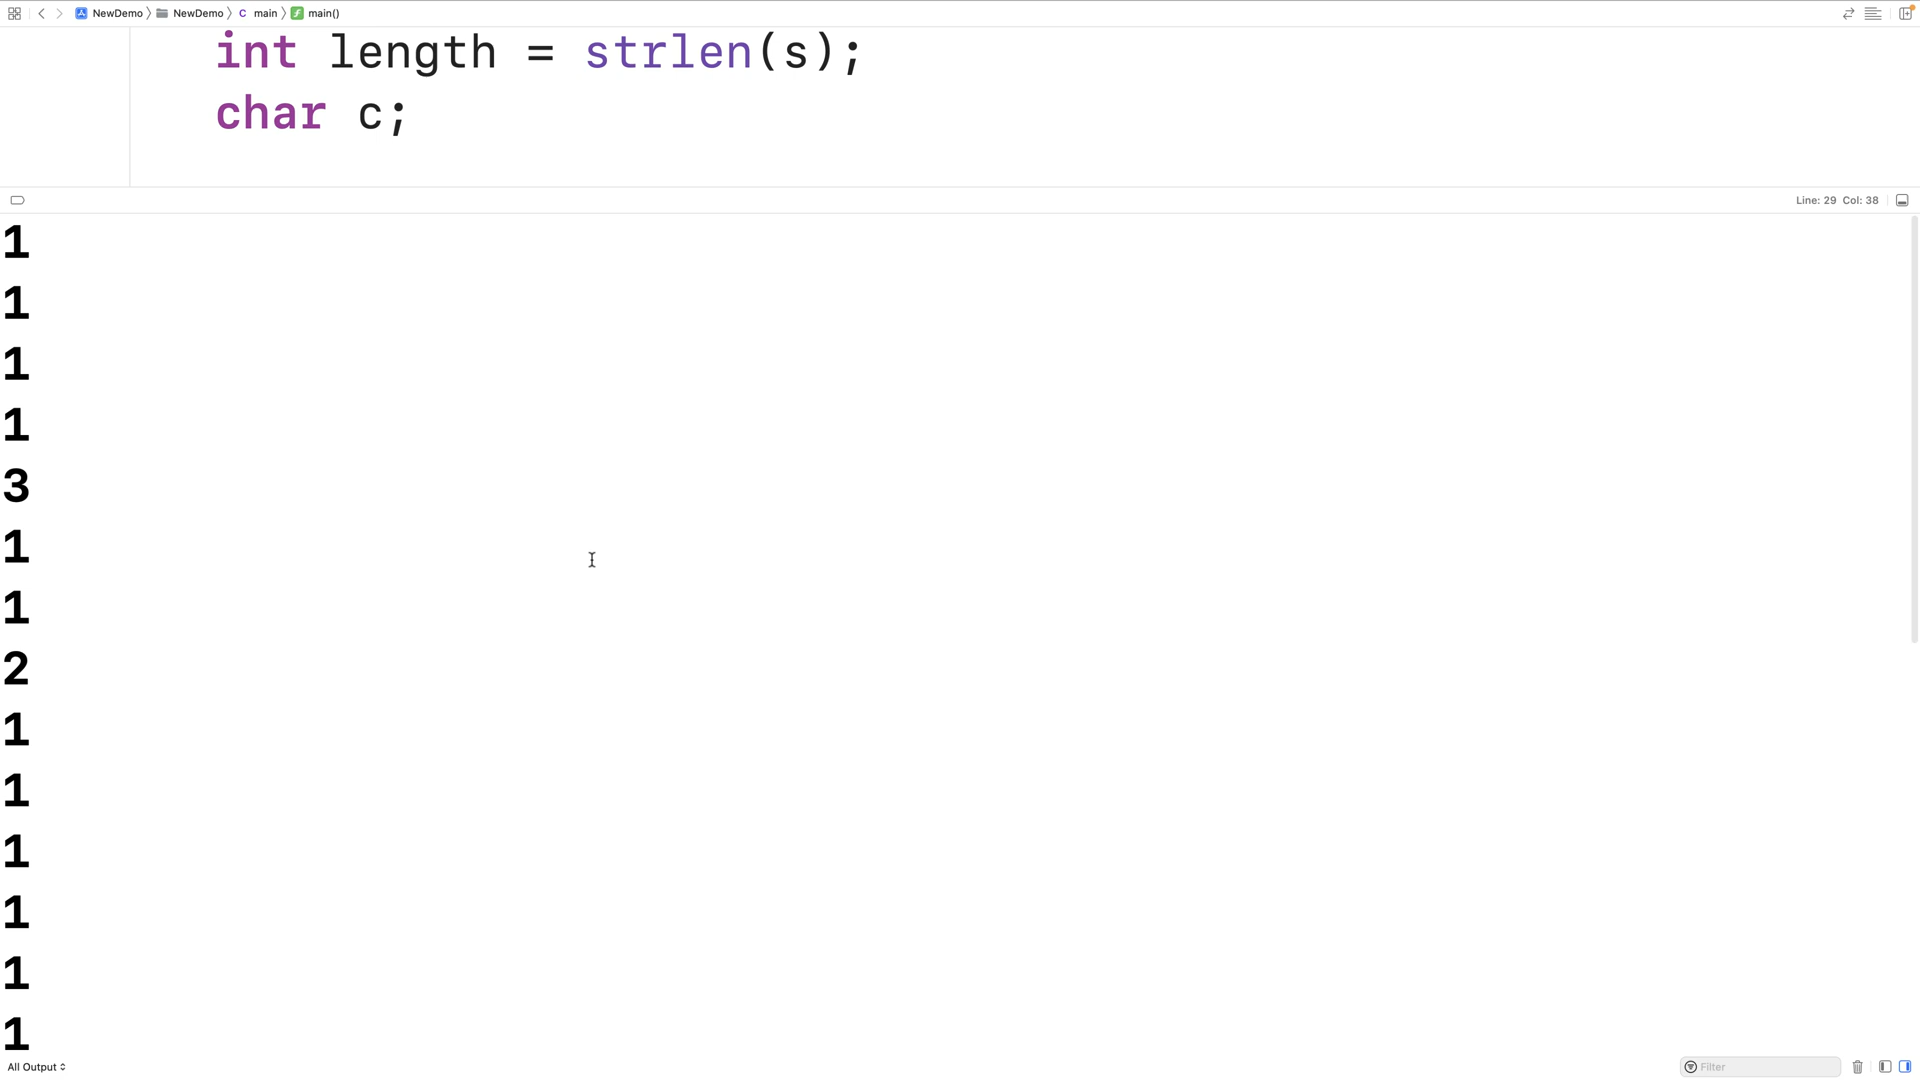 NewDemo 〉 NewDemo 〉 C main 〉 f main()
int length = strlen(s);
char c;
Line: 29 Col: 38
1
1
1
1
3
1
1
2
1
1
1
1
1
1
All Output
Filter